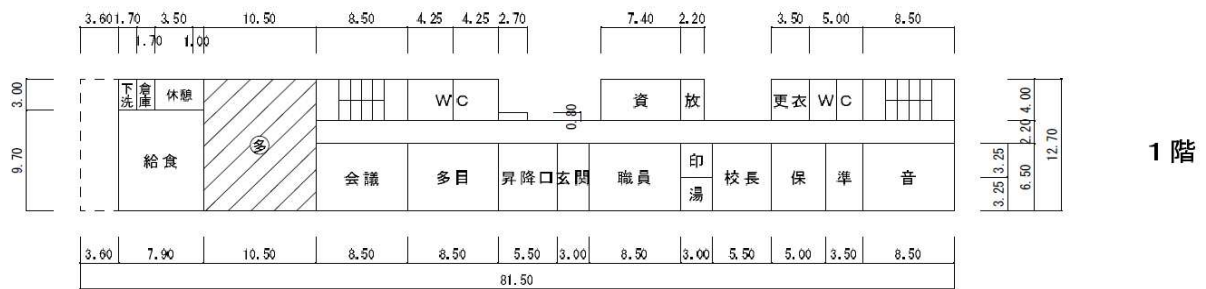 3.60 1.70 3.50 10.50 8.50 4.25 4.25 2.70 7.40 2.20 3.50 5.00 8.50
1.70 1.00
3.00 下洗 倉庫 休憩 WC 資 放 更衣 WC 4.00
0.80 2.20 12.70
9.70 給食 多 会議 多目 昇降口 玄関 職員 印 湯 校長 保 準 音 3.25 3.25 6.50
1階
3.60 7.90 10.50 8.50 8.50 5.50 3.00 8.50 3.00 5.50 5.00 3.50 8.50
81.50